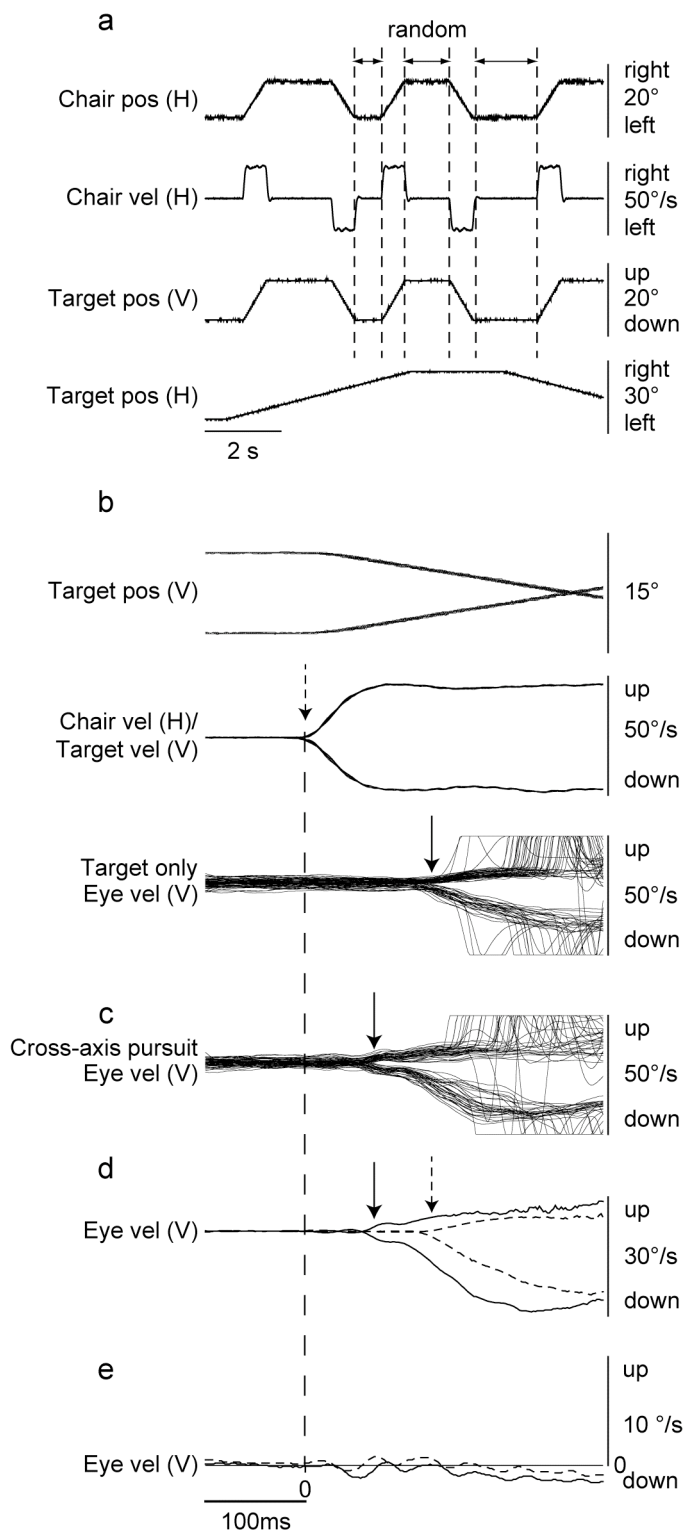 a
random
Chair pos (H)
right
20°
left
Chair vel (H)
right
50°/s
left
Target pos (V)
up
20°
down
Target pos (H)
right
30°
left
2 s
b
Target pos (V)
15°
Chair vel (H)/
Target vel (V)
up
50°/s
down
Target only
Eye vel (V)
up
50°/s
down
c
Cross-axis pursuit
Eye vel (V)
up
50°/s
down
d
Eye vel (V)
up
30°/s
down
e
Eye vel (V)
up
10 °/s
0
down
0
100ms